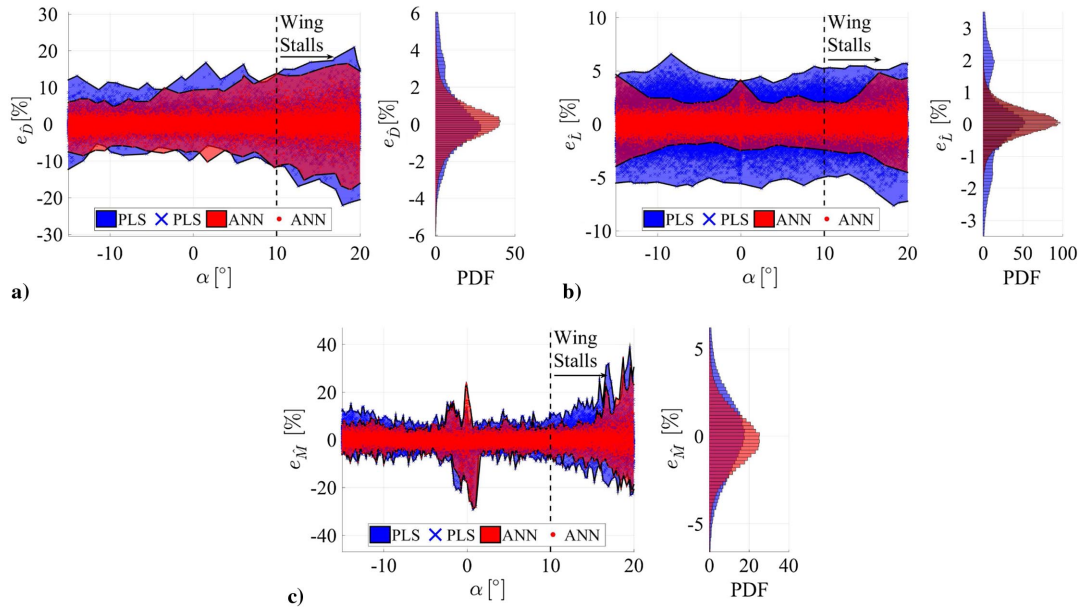 30
20
10
0
-10
-20
-30
e_D̂ [%]
Wing
Stalls
PLS PLS ANN ANN
-10 0 10 20
α [°]
a)
6
4
2
0
-2
-4
-6
e_D̂ [%]
0 50
PDF
10
5
0
-5
-10
e_L̂ [%]
Wing
Stalls
PLS PLS ANN ANN
-10 0 10 20
α [°]
b)
3
2
1
0
-1
-2
-3
e_L̂ [%]
0 50 100
PDF
40
20
0
-20
-40
e_M̂ [%]
Wing
Stalls
PLS PLS ANN ANN
-10 0 10 20
α [°]
c)
5
0
-5
e_M̂ [%]
0 20 40
PDF